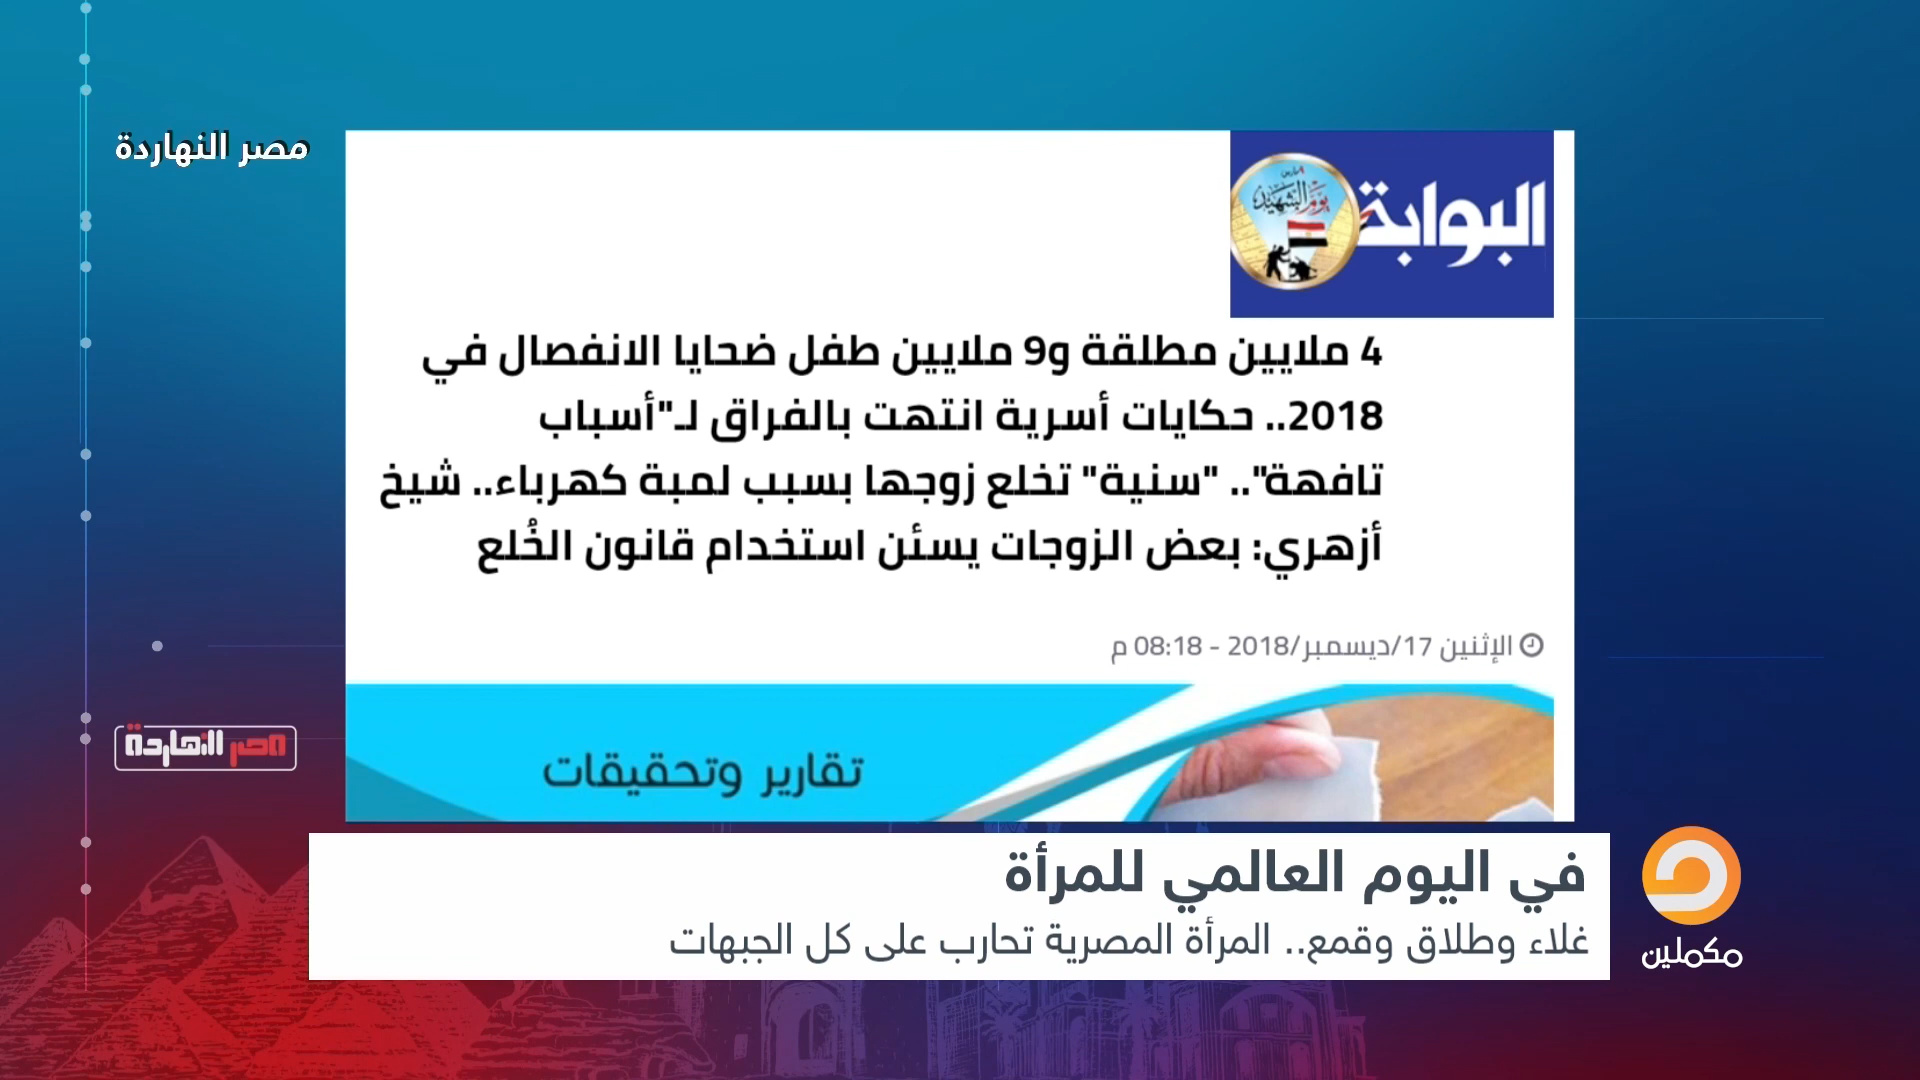 مصر النهاردة
البوابة
9 مارس
يوم الشهيد
4 ملايين مطلقة و9 ملايين طفل ضحايا الانفصال في
2018.. حكايات أسرية انتهت بالفراق لـ"أسباب
تافهة".. "سنية" تخلع زوجها بسبب لمبة كهرباء.. شيخ
أزهري: بعض الزوجات يسئن استخدام قانون الخُلع
الإثنين 17/ديسمبر/2018 - 08:18 م
تقارير وتحقيقات
مصر النهاردة
في اليوم العالمي للمرأة
غلاء وطلاق وقمع.. المرأة المصرية تحارب على كل الجبهات
مكملين